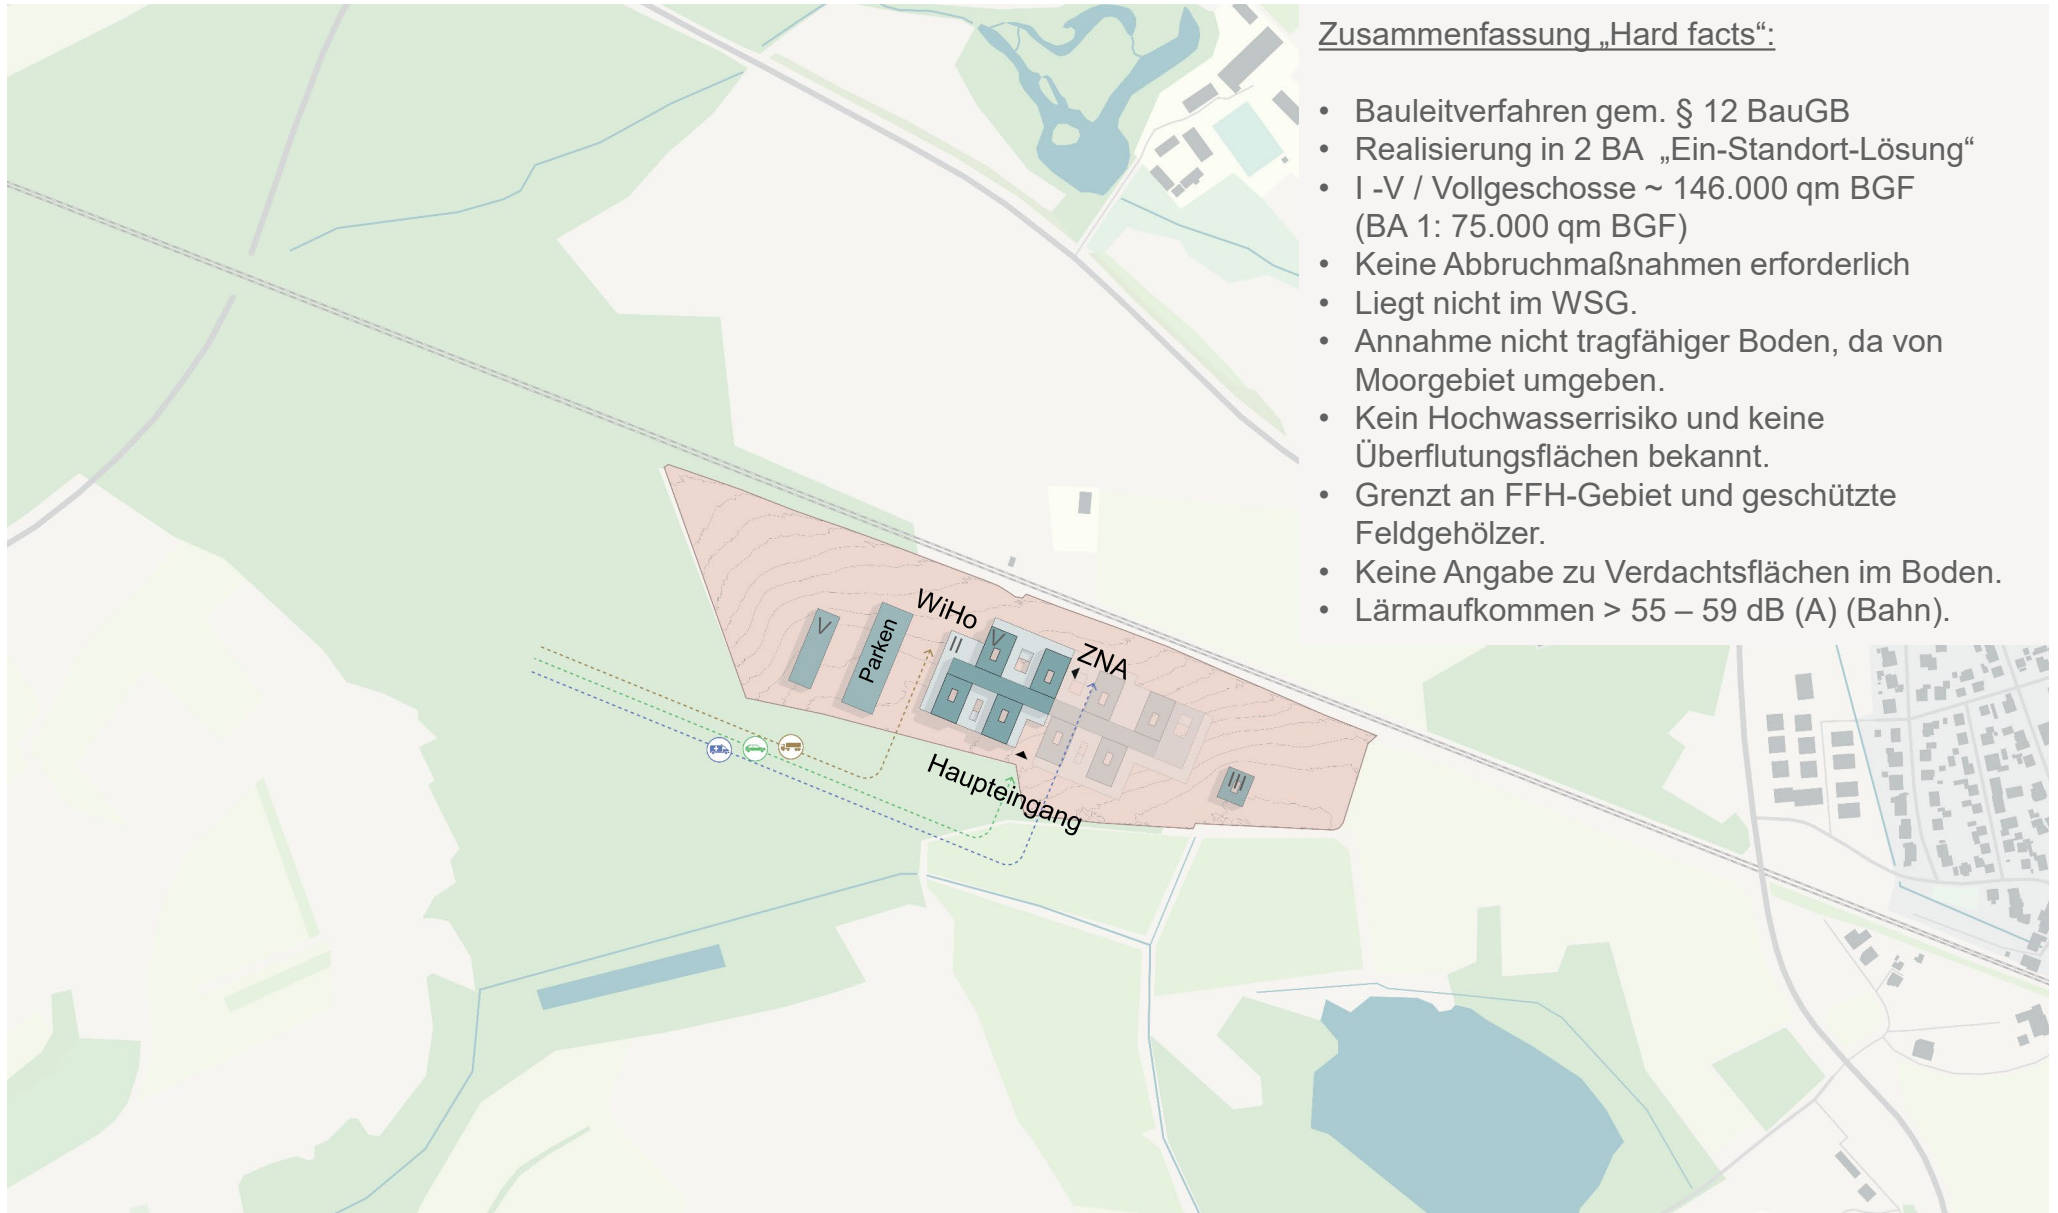 Zusammenfassung „Hard facts“:
• Bauleitverfahren gem. § 12 BauGB
• Realisierung in 2 BA „Ein-Standort-Lösung“
• I -V / Vollgeschosse ~ 146.000 qm BGF
(BA 1: 75.000 qm BGF)
• Keine Abbruchmaßnahmen erforderlich
• Liegt nicht im WSG.
• Annahme nicht tragfähiger Boden, da von
Moorgebiet umgeben.
• Kein Hochwasserrisiko und keine
Überflutungsflächen bekannt.
• Grenzt an FFH-Gebiet und geschützte
Feldgehölzer.
• Keine Angabe zu Verdachtsflächen im Boden.
• Lärmaufkommen > 55 – 59 dB (A) (Bahn).
WiHo
V
Parken
II
V
ZNA
Haupteingang
III